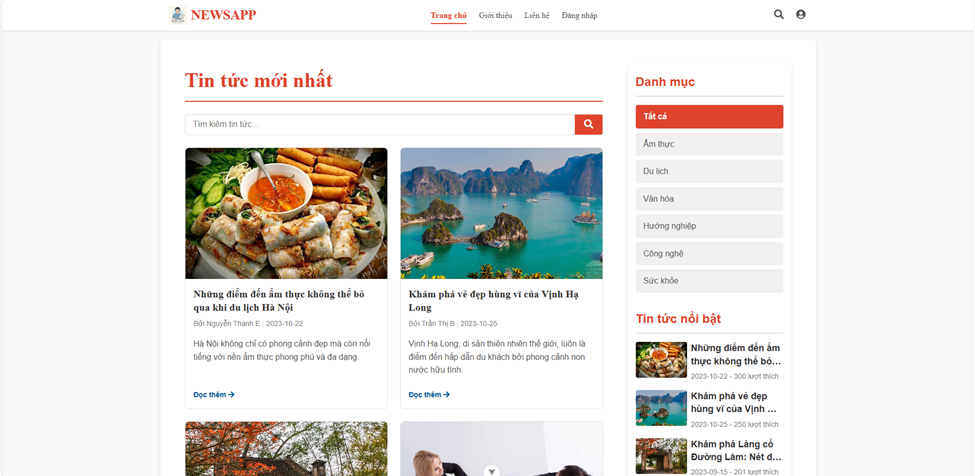 NEWSAPP
Trang chủ Giới thiệu Liên hệ Đăng nhập
Tin tức mới nhất
Tìm kiếm tin tức...
Những điểm đến ẩm thực không thể bỏ
qua khi du lịch Hà Nội
Bởi Nguyễn Thanh E | 2023-10-22
Hà Nội không chỉ có phong cảnh đẹp mà còn nổi
tiếng với nền ẩm thực phong phú và đa dạng.
Đọc thêm →
Khám phá vẻ đẹp hùng vĩ của Vịnh Hạ
Long
Bởi Trần Thị B | 2023-10-25
Vịnh Hạ Long, di sản thiên nhiên thế giới, luôn là
điểm đến hấp dẫn du khách bởi phong cảnh non
nước hữu tình.
Đọc thêm →
Danh mục
Tất cả
Ẩm thực
Du lịch
Văn hóa
Hướng nghiệp
Công nghệ
Sức khỏe
Tin tức nổi bật
Những điểm đến ẩm
thực không thể bỏ...
2023-10-22 - 300 lượt thích
Khám phá vẻ đẹp
hùng vĩ của Vịnh ...
2023-10-25 - 250 lượt thích
Khám phá Làng cổ
Đường Lâm: Nét đ...
2023-09-15 - 201 lượt thích